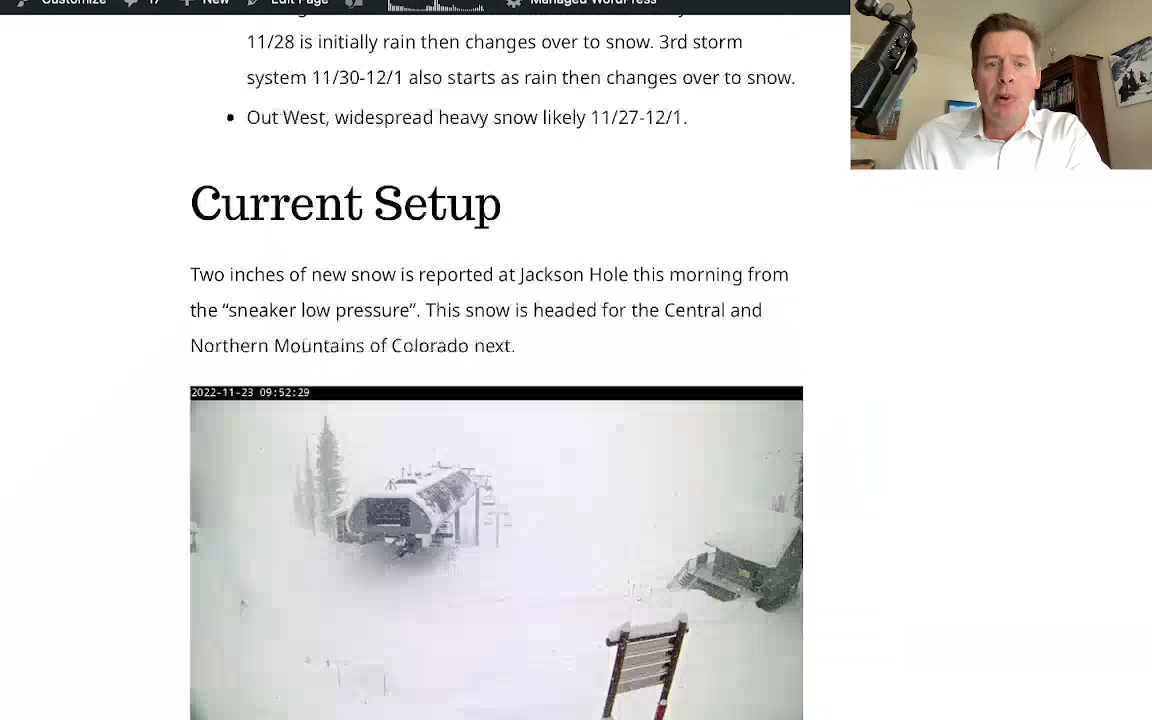 Customize 17 New Edit Page Managed WordPress
11/28 is initially rain then changes over to snow. 3rd storm
system 11/30-12/1 also starts as rain then changes over to snow.
• Out West, widespread heavy snow likely 11/27-12/1.
Current Setup
Two inches of new snow is reported at Jackson Hole this morning from
the “sneaker low pressure”. This snow is headed for the Central and
Northern Mountains of Colorado next.
2022-11-23 09:52:29